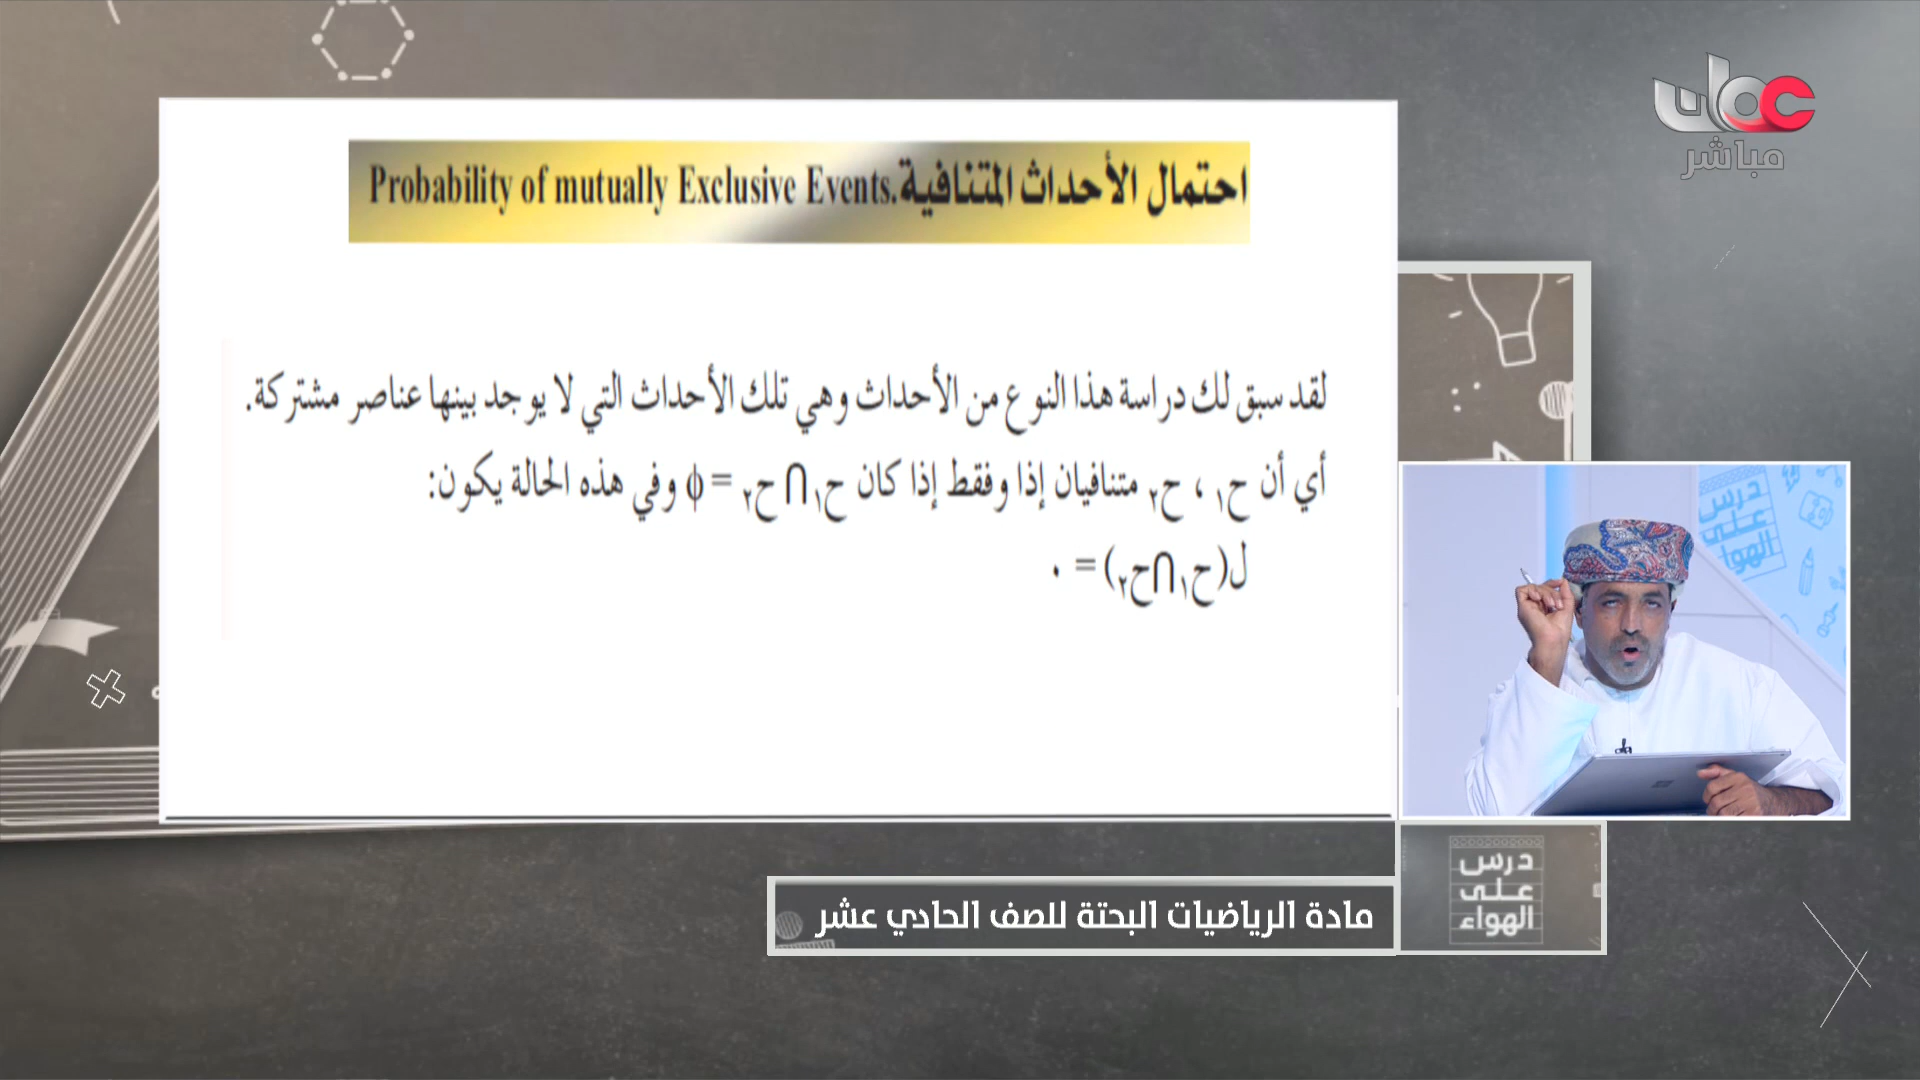 عمان
مباشر
احتمال الأحداث المتنافية.Probability of mutually Exclusive Events
لقد سبق لك دراسة هذا النوع من الأحداث وهي تلك الأحداث التي لا يوجد بينها عناصر مشتركة.
أي أن ح١ ، ح٢ متنافيان إذا وفقط إذا كان ح١ ∩ ح٢ = ϕ وفي هذه الحالة يكون:
ل(ح١∩ح٢) = ٠
درس
على
الهواء
مادة الرياضيات البحتة للصف الحادي عشر
درس
على
الهواء